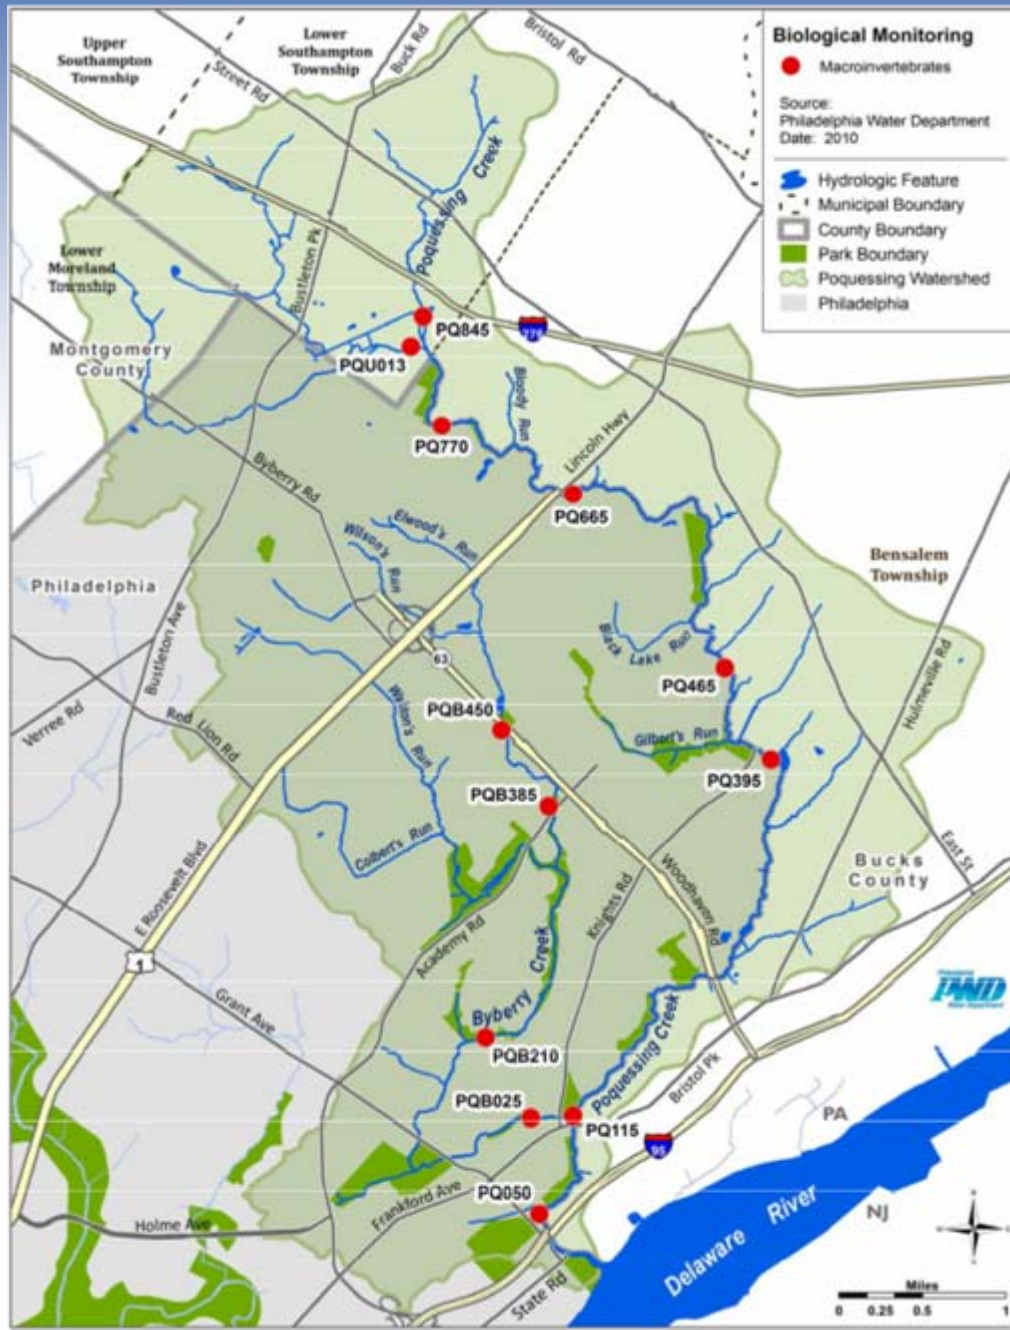 Biological Monitoring
Macroinvertebrates
Source:
Philadelphia Water Department
Date: 2010
Hydrologic Feature
Municipal Boundary
County Boundary
Park Boundary
Poquessing Watershed
Philadelphia
Upper
Southampton
Township
Lower
Southampton
Township
Buck Rd
Bristol Rd
Street Rd
Poquessing Creek
Bustleton Pk
Lower
Moreland
Township
Montgomery
County
PQ845
276
PQU013
Bloody Run
PQ770
Lincoln Hwy
Byberry Rd
PQ665
Elwood's Run
Wilson's Run
Bensalem
Township
Philadelphia
Bustleton Ave
Black Lake Run
63
PQ465
Hulmeville Rd
Verree Rd
Red Lion Rd
Walton's Run
PQB450
Gilbert's Run
PQ395
PQB385
Colbert's Run
East St
Bucks
County
E Roosevelt Blvd
Woodhaven Rd
Knights Rd
Academy Rd
1
Byberry Creek
PWD
Grant Ave
PQB210
Poquessing Creek
Bristol Pk
PQB025
PQ115
PA
95
Frankford Ave
PQ050
Holme Ave
NJ
Delaware River
State Rd
Miles
0 0.25 0.5 1